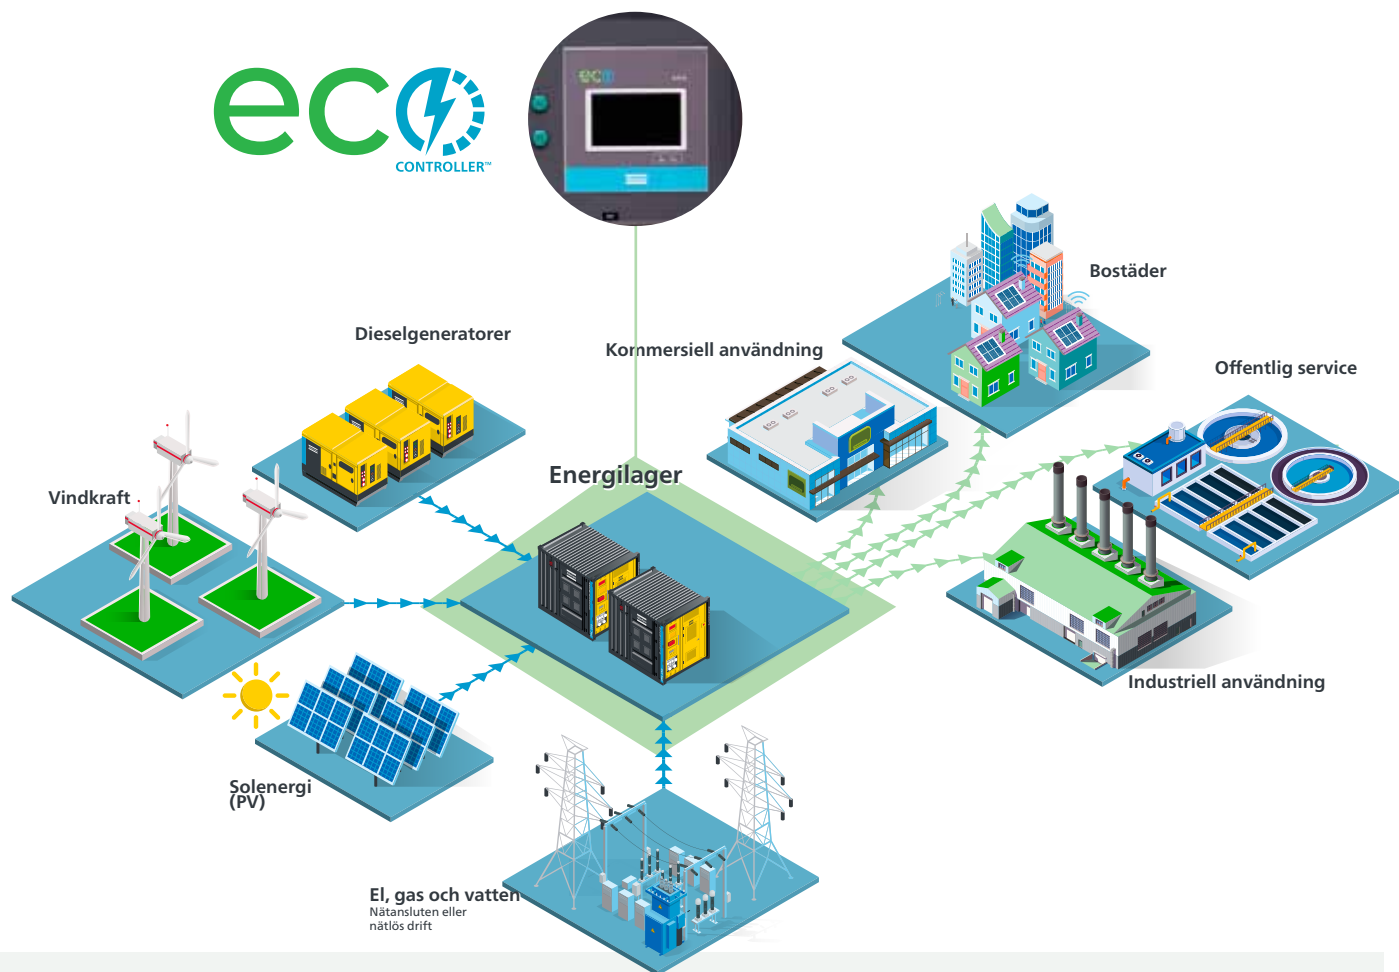 eco
CONTROLLER™
eco
Bostäder
Dieselgeneratorer
Kommersiell användning
Offentlig service
Energilager
Vindkraft
Industriell användning
Solenergi
(PV)
El, gas och vatten
Nätansluten eller
nätlös drift